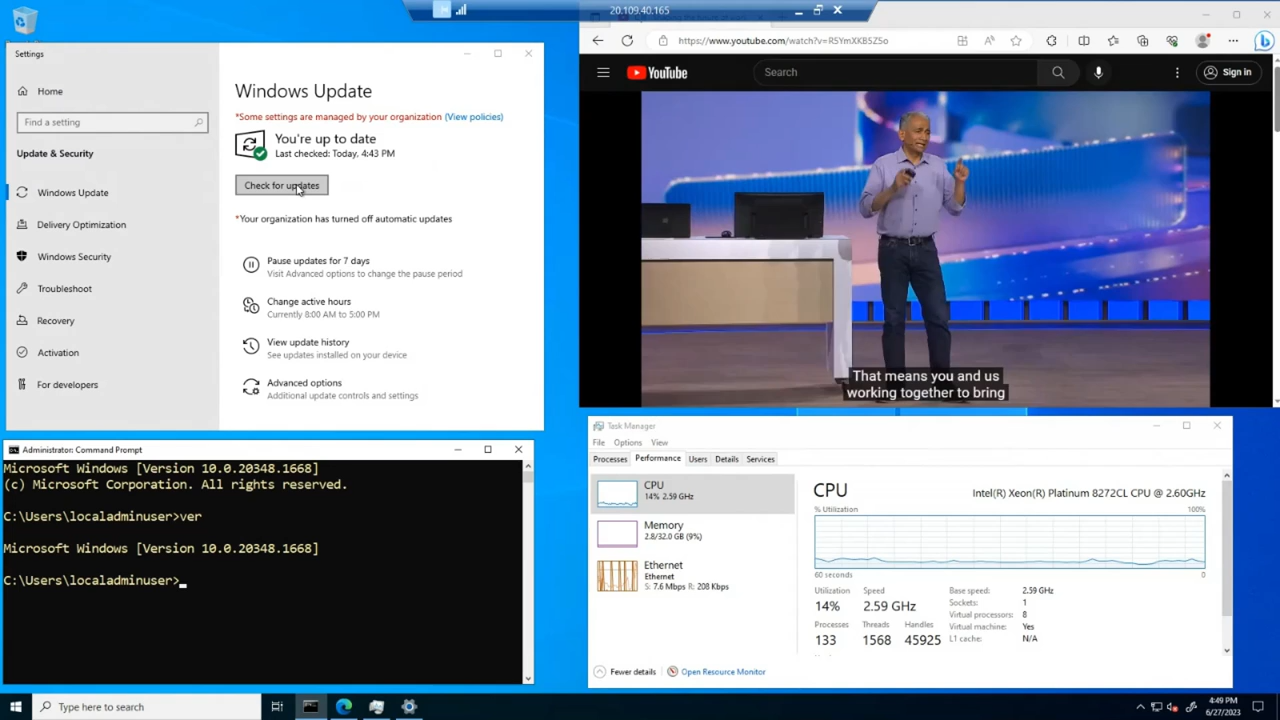 20.109.40.165
Settings
Home
Find a setting
Update & Security
Windows Update
Delivery Optimization
Windows Security
Troubleshoot
Recovery
Activation
For developers
Windows Update
*Some settings are managed by your organization (View policies)
You're up to date
Last checked: Today, 4:43 PM
Check for updates
*Your organization has turned off automatic updates
Pause updates for 7 days
Visit Advanced options to change the pause period
Change active hours
Currently 8:00 AM to 5:00 PM
View update history
See updates installed on your device
Advanced options
Additional update controls and settings
https://www.youtube.com/watch?v=RSYmXKB5Z5o
YouTube
Search
Sign in
That means you and us
working together to bring
Administrator: Command Prompt
Microsoft Windows [Version 10.0.20348.1668]
(c) Microsoft Corporation. All rights reserved.
C:\Users\localadminuser>ver
Microsoft Windows [Version 10.0.20348.1668]
C:\Users\localadminuser>
Task Manager
File Options View
Processes Performance Users Details Services
CPU
14% 2.59 GHz
Memory
2.8/32.0 GB (9%)
Ethernet
Ethernet
S: 7.6 Mbps R: 208 Kbps
CPU
Intel(R) Xeon(R) Platinum 8272CL CPU @ 2.60GHz
% Utilization 100%
60 seconds 0
Utilization Speed
14% 2.59 GHz
Processes Threads Handles
133 1568 45925
Base speed: 2.59 GHz
Sockets: 1
Virtual processors: 8
Virtual machine: Yes
L1 cache: N/A
Fewer details
Open Resource Monitor
Type here to search
4:49 PM
6/27/2023